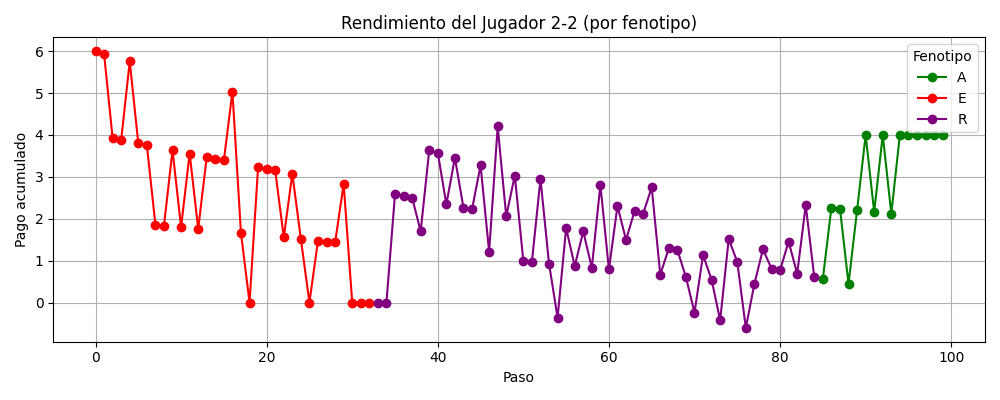 Rendimiento del Jugador 2-2 (por fenotipo)
Pago acumulado
6
5
4
3
2
1
0
Fenotipo
A
E
R
0 20 40 60 80 100
Paso